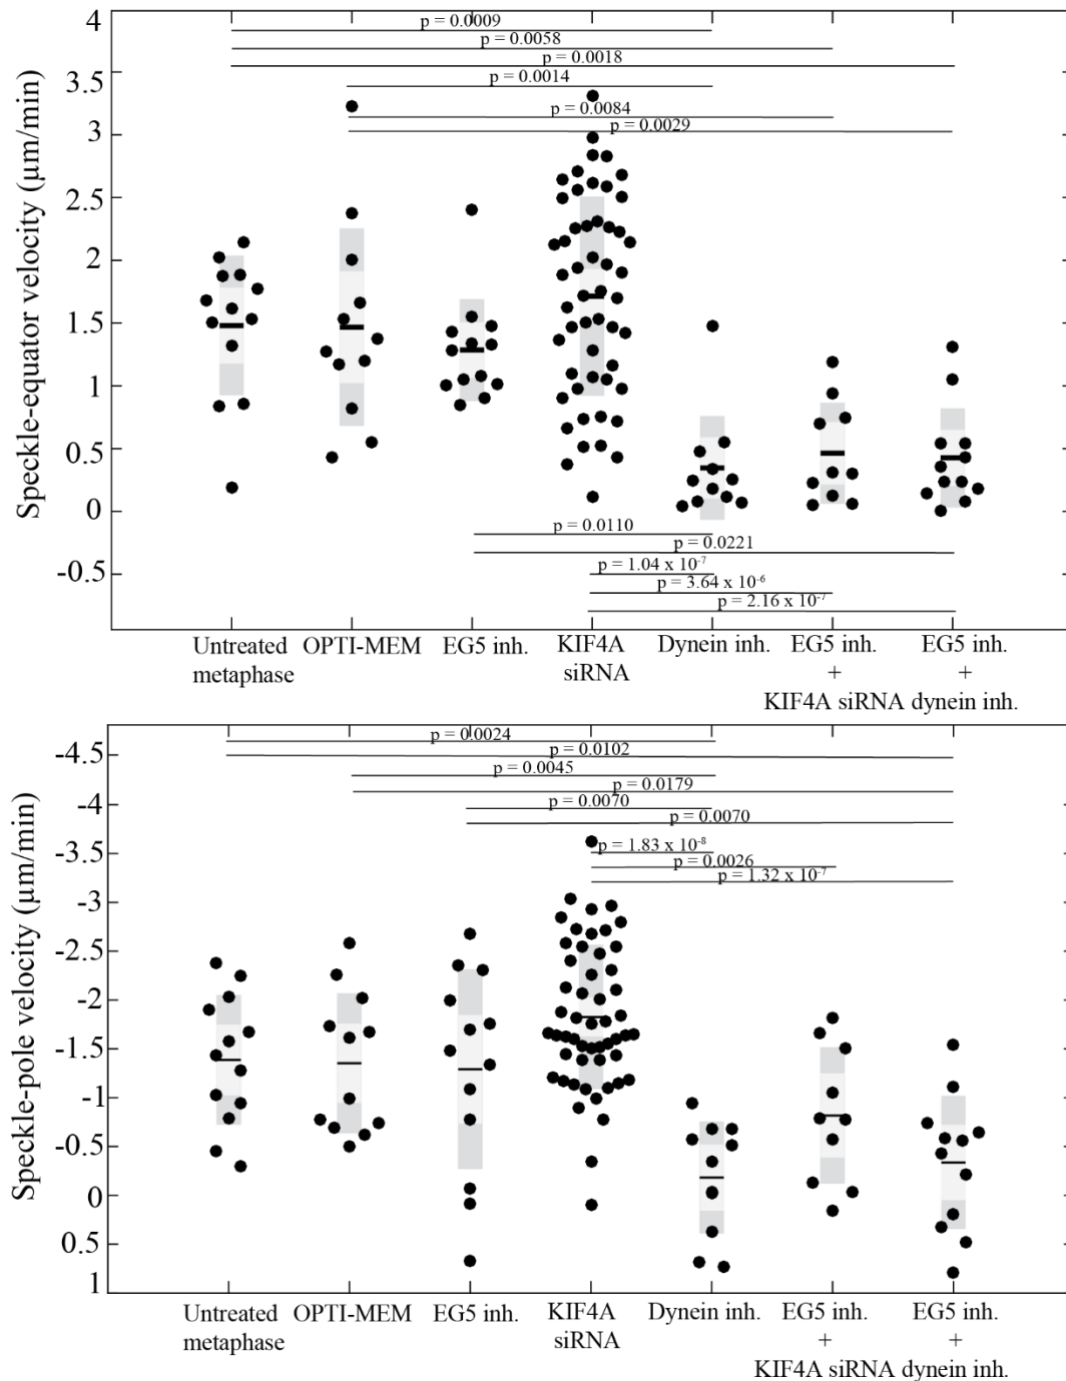 4
p = 0.0009
p = 0.0058
p = 0.0018
p = 0.0014
3.5
p = 0.0084
p = 0.0029
3
2.5
2
1.5
1
0.5
0
-0.5
Speckle-equator velocity (µm/min)
p = 0.0110
p = 0.0221
p = 1.04 x 10⁻⁷
p = 3.64 x 10⁻⁶
p = 2.16 x 10⁻⁷
Untreated OPTI-MEM EG5 inh. KIF4A Dynein inh. EG5 inh. EG5 inh.
metaphase siRNA + +
KIF4A siRNA dynein inh.
p = 0.0024
-4.5
p = 0.0102
p = 0.0045
p = 0.0179
-4
p = 0.0070
p = 0.0070
-3.5
p = 1.83 x 10⁻⁸
p = 0.0026
p = 1.32 x 10⁻⁷
-3
-2.5
-2
-1.5
-1
-0.5
0
0.5
1
Speckle-pole velocity (µm/min)
Untreated OPTI-MEM EG5 inh. KIF4A Dynein inh. EG5 inh. EG5 inh.
metaphase siRNA + +
KIF4A siRNA dynein inh.